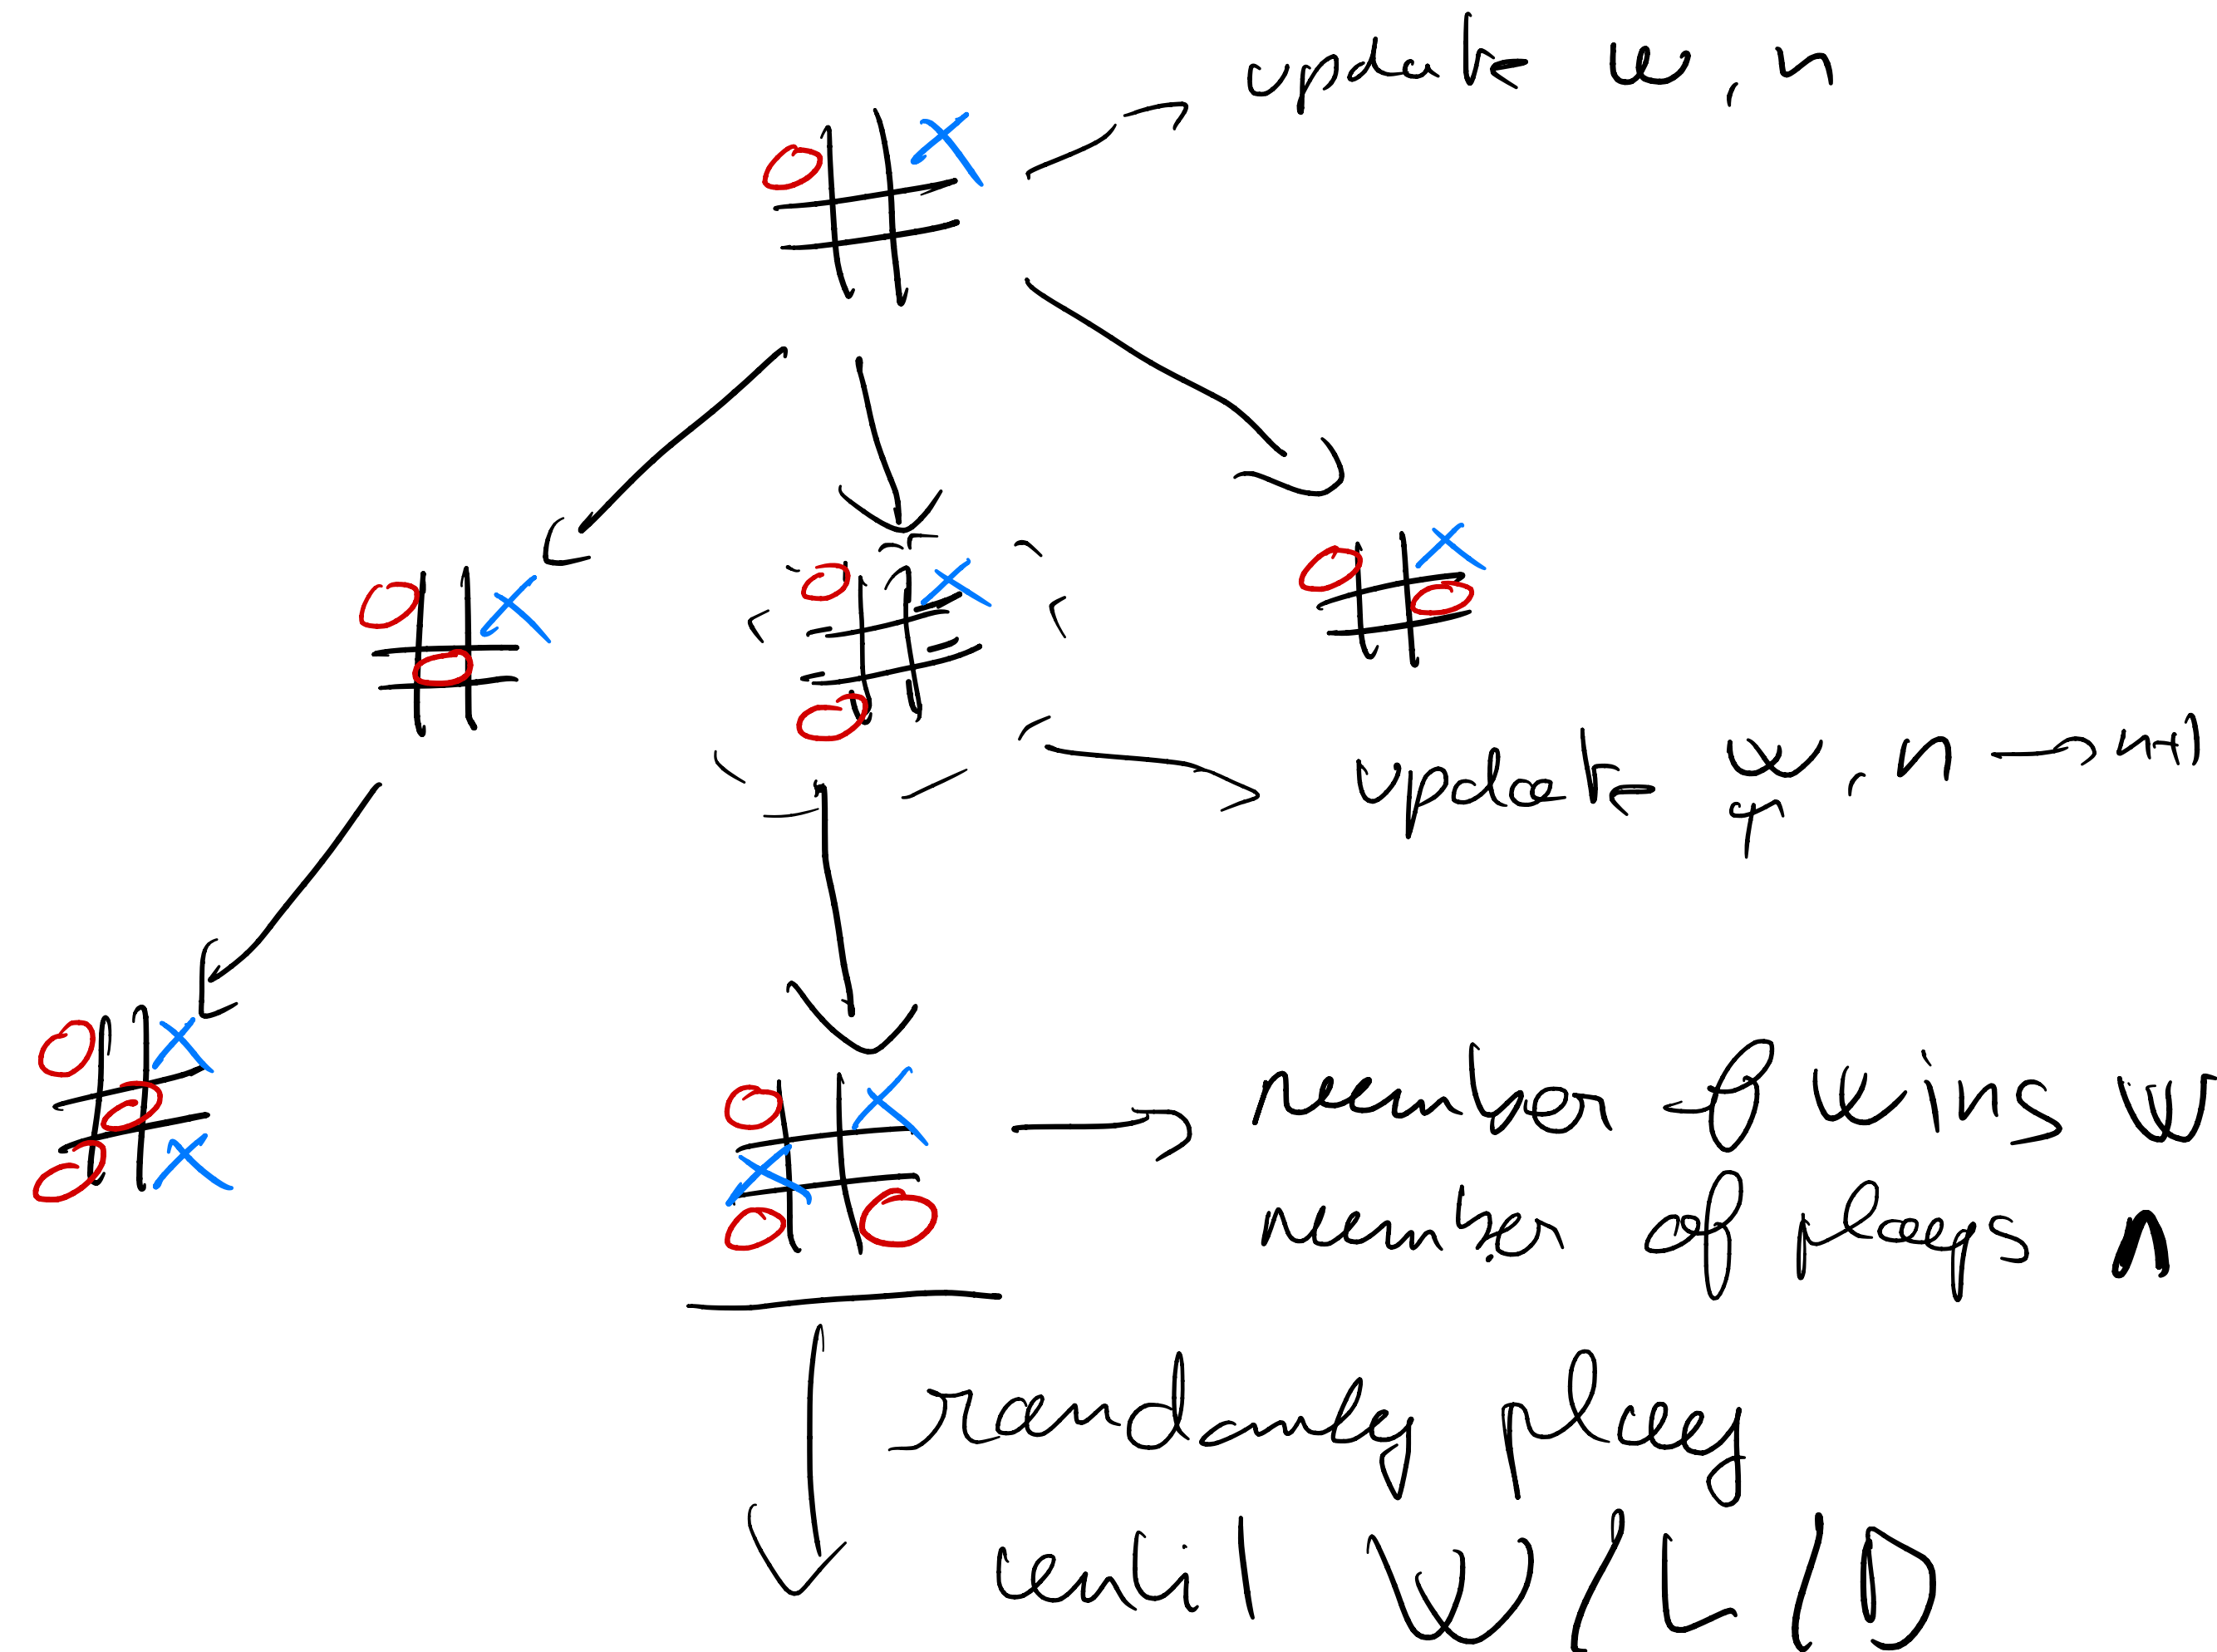 update w, n
update w, n → n+1
number of wins w
number of plays n
randomly play
until W/L/D